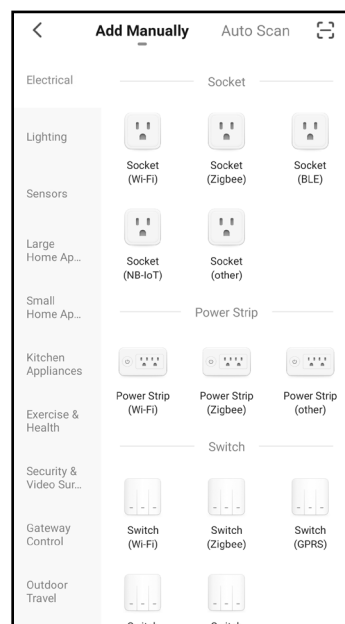 Add Manually Auto Scan
Electrical
Lighting
Sensors
Large
Home Ap...
Small
Home Ap...
Kitchen
Appliances
Exercise &
Health
Security &
Video Sur...
Gateway
Control
Outdoor
Travel
Socket
Socket Socket Socket
(Wi-Fi) (Zigbee) (BLE)
Socket Socket
(NB-IoT) (other)
Power Strip
Power Strip Power Strip Power Strip
(Wi-Fi) (Zigbee) (other)
Switch
Switch Switch Switch
(Wi-Fi) (Zigbee) (GPRS)